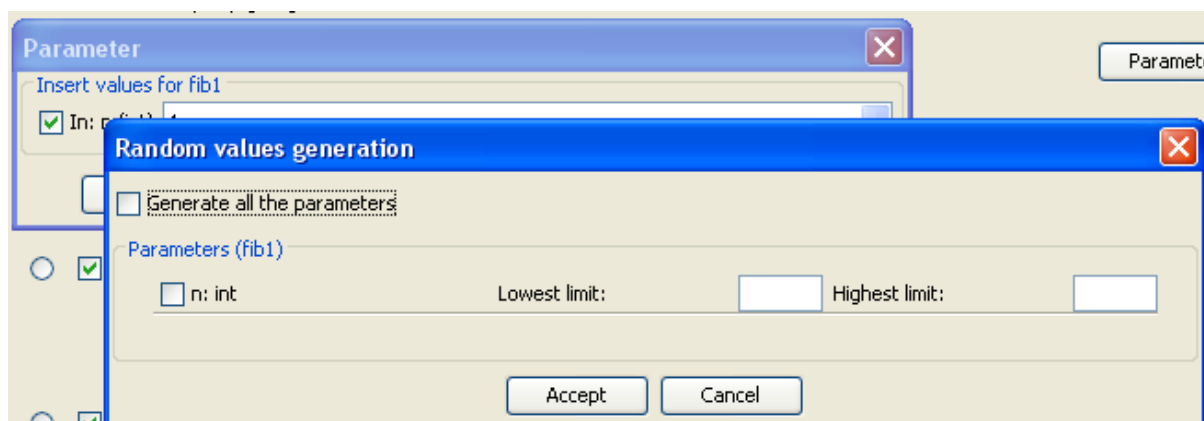 Parameter
Insert values for fib1
In:
Random values generation
Generate all the parameters
Parameters (fib1)
n: int Lowest limit: Highest limit:
Accept Cancel